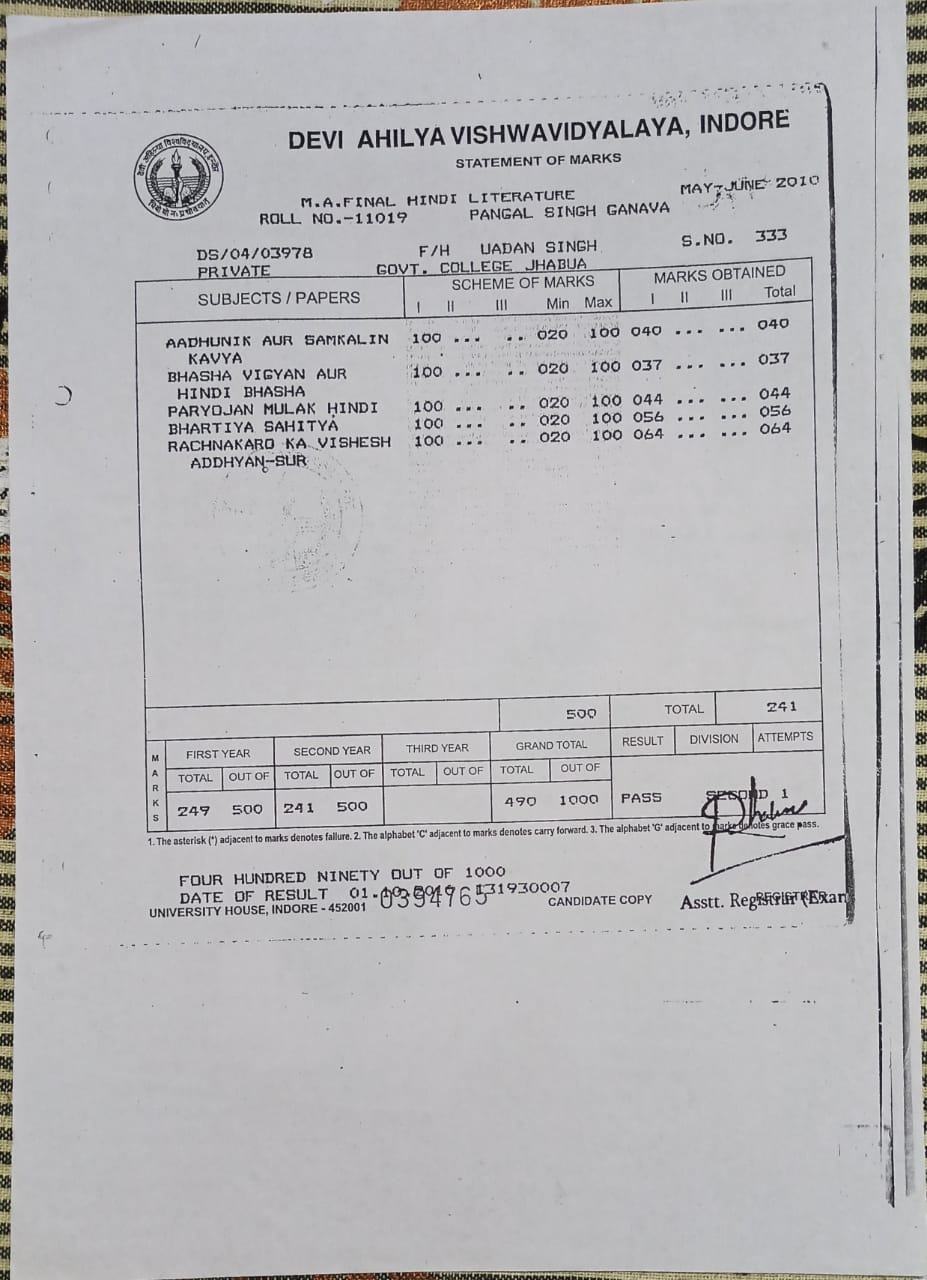 DEVI AHILYA VISHWAVIDYALAYA, INDORE
STATEMENT OF MARKS
M.A.FINAL HINDI LITERATURE MAY-JUNE 2010
ROLL NO.-11019 PANGAL SINGH GANAVA
DS/04/03978 F/H UADAN SINGH S.NO. 333
PRIVATE GOVT. COLLEGE JHABUA
SUBJECTS / PAPERS SCHEME OF MARKS MARKS OBTAINED
I II III Min Max I II III Total
AADHUNIK AUR SAMKALIN 100 ... .. 020 100 040 ... ... 040
KAVYA
BHASHA VIGYAN AUR 100 ... .. 020 100 037 ... ... 037
HINDI BHASHA
PARYOJAN MULAK HINDI 100 ... .. 020 100 044 ... ... 044
BHARTIYA SAHITYA 100 ... .. 020 100 056 ... ... 056
RACHNAKARO KA VISHESH 100 ... .. 020 100 064 ... ... 064
ADDHYAN-SUR
500 TOTAL 241
MARKS FIRST YEAR SECOND YEAR THIRD YEAR GRAND TOTAL RESULT DIVISION ATTEMPTS
TOTAL OUT OF TOTAL OUT OF TOTAL OUT OF TOTAL OUT OF
249 500 241 500 490 1000 PASS SECOND 1
1. The asterisk (*) adjacent to marks denotes failure. 2. The alphabet 'C' adjacent to marks denotes carry forward. 3. The alphabet 'G' adjacent to marks denotes grace pass.
FOUR HUNDRED NINETY OUT OF 1000
DATE OF RESULT 01 131930007
0394765
UNIVERSITY HOUSE, INDORE - 452001 CANDIDATE COPY REGISTRAR
Asstt. Registrar (Exam